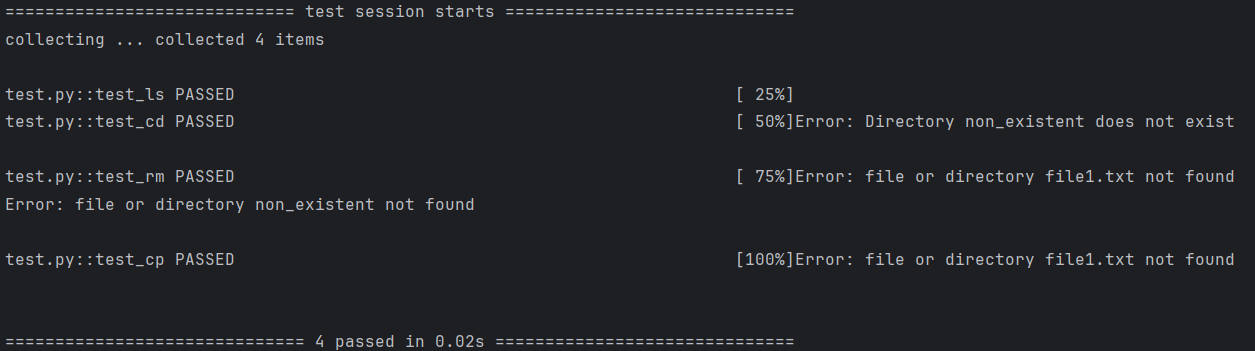 ============================= test session starts =============================
collecting ... collected 4 items
test.py::test_ls PASSED [ 25%]
test.py::test_cd PASSED [ 50%]Error: Directory non_existent does not exist
test.py::test_rm PASSED [ 75%]Error: file or directory file1.txt not found
Error: file or directory non_existent not found
test.py::test_cp PASSED [100%]Error: file or directory file1.txt not found
============================== 4 passed in 0.02s ==============================